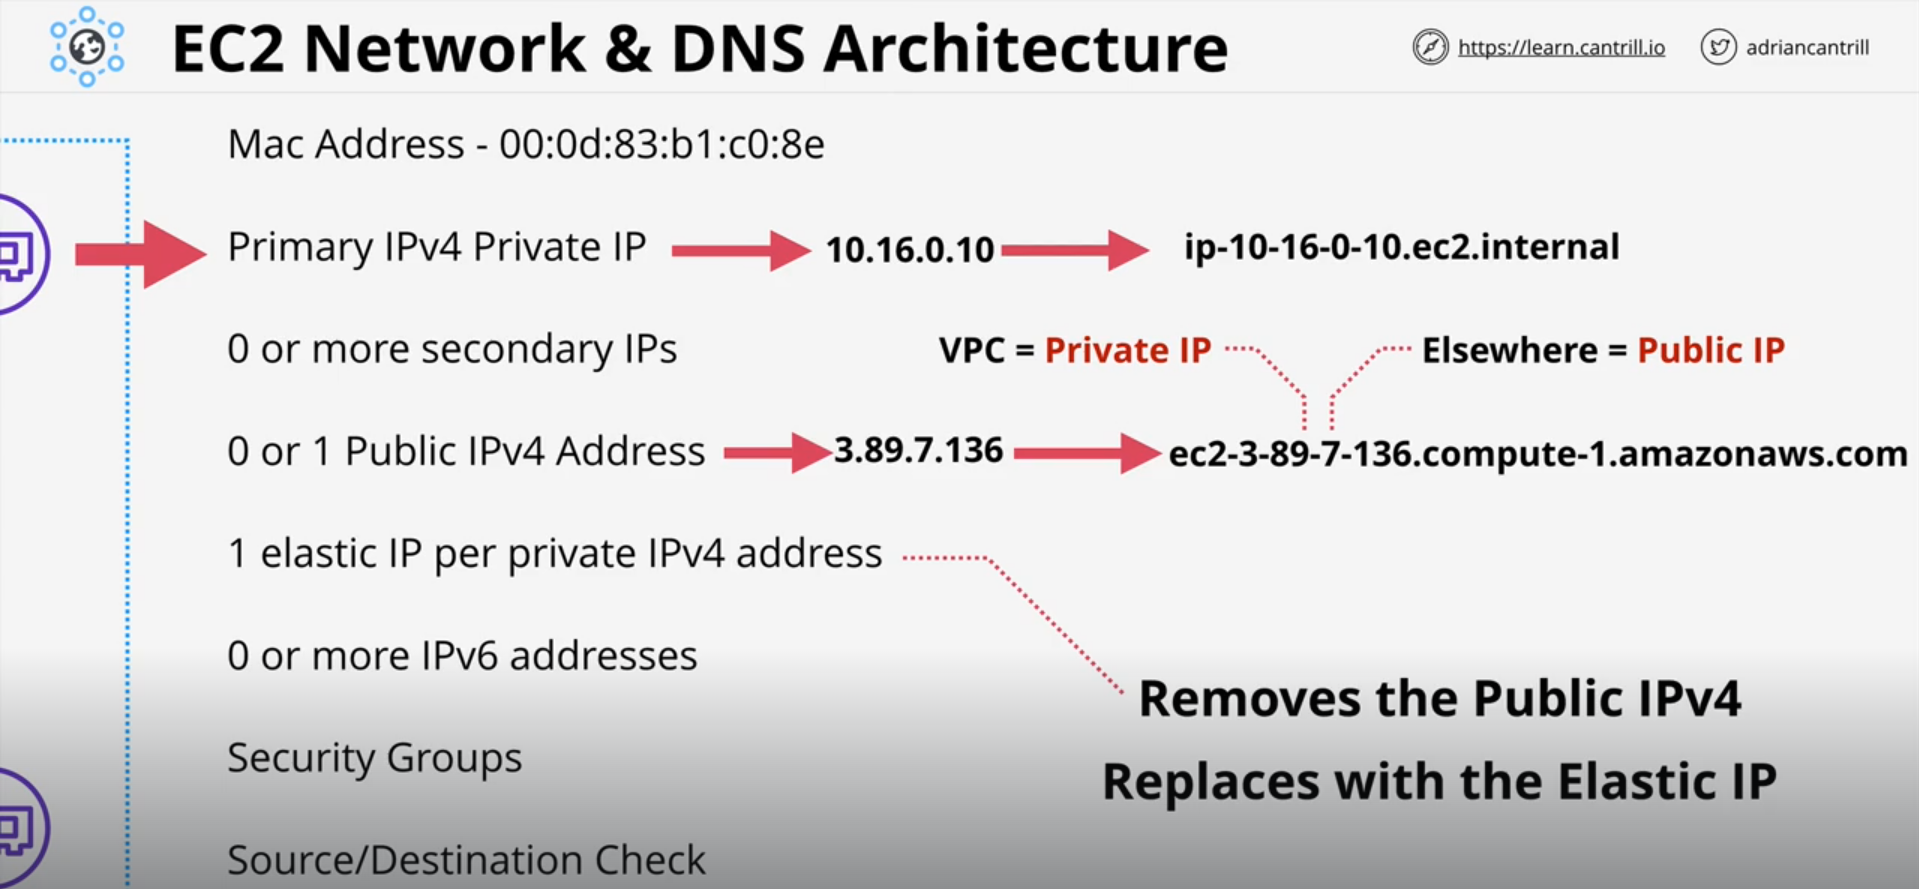 EC2 Network & DNS Architecture
https://learn.cantrill.io
adriancantrill
Mac Address - 00:0d:83:b1:c0:8e
Primary IPv4 Private IP
10.16.0.10
ip-10-16-0-10.ec2.internal
0 or more secondary IPs
VPC = Private IP
Elsewhere = Public IP
0 or 1 Public IPv4 Address
3.89.7.136
ec2-3-89-7-136.compute-1.amazonaws.com
1 elastic IP per private IPv4 address
0 or more IPv6 addresses
Removes the Public IPv4
Replaces with the Elastic IP
Security Groups
Source/Destination Check